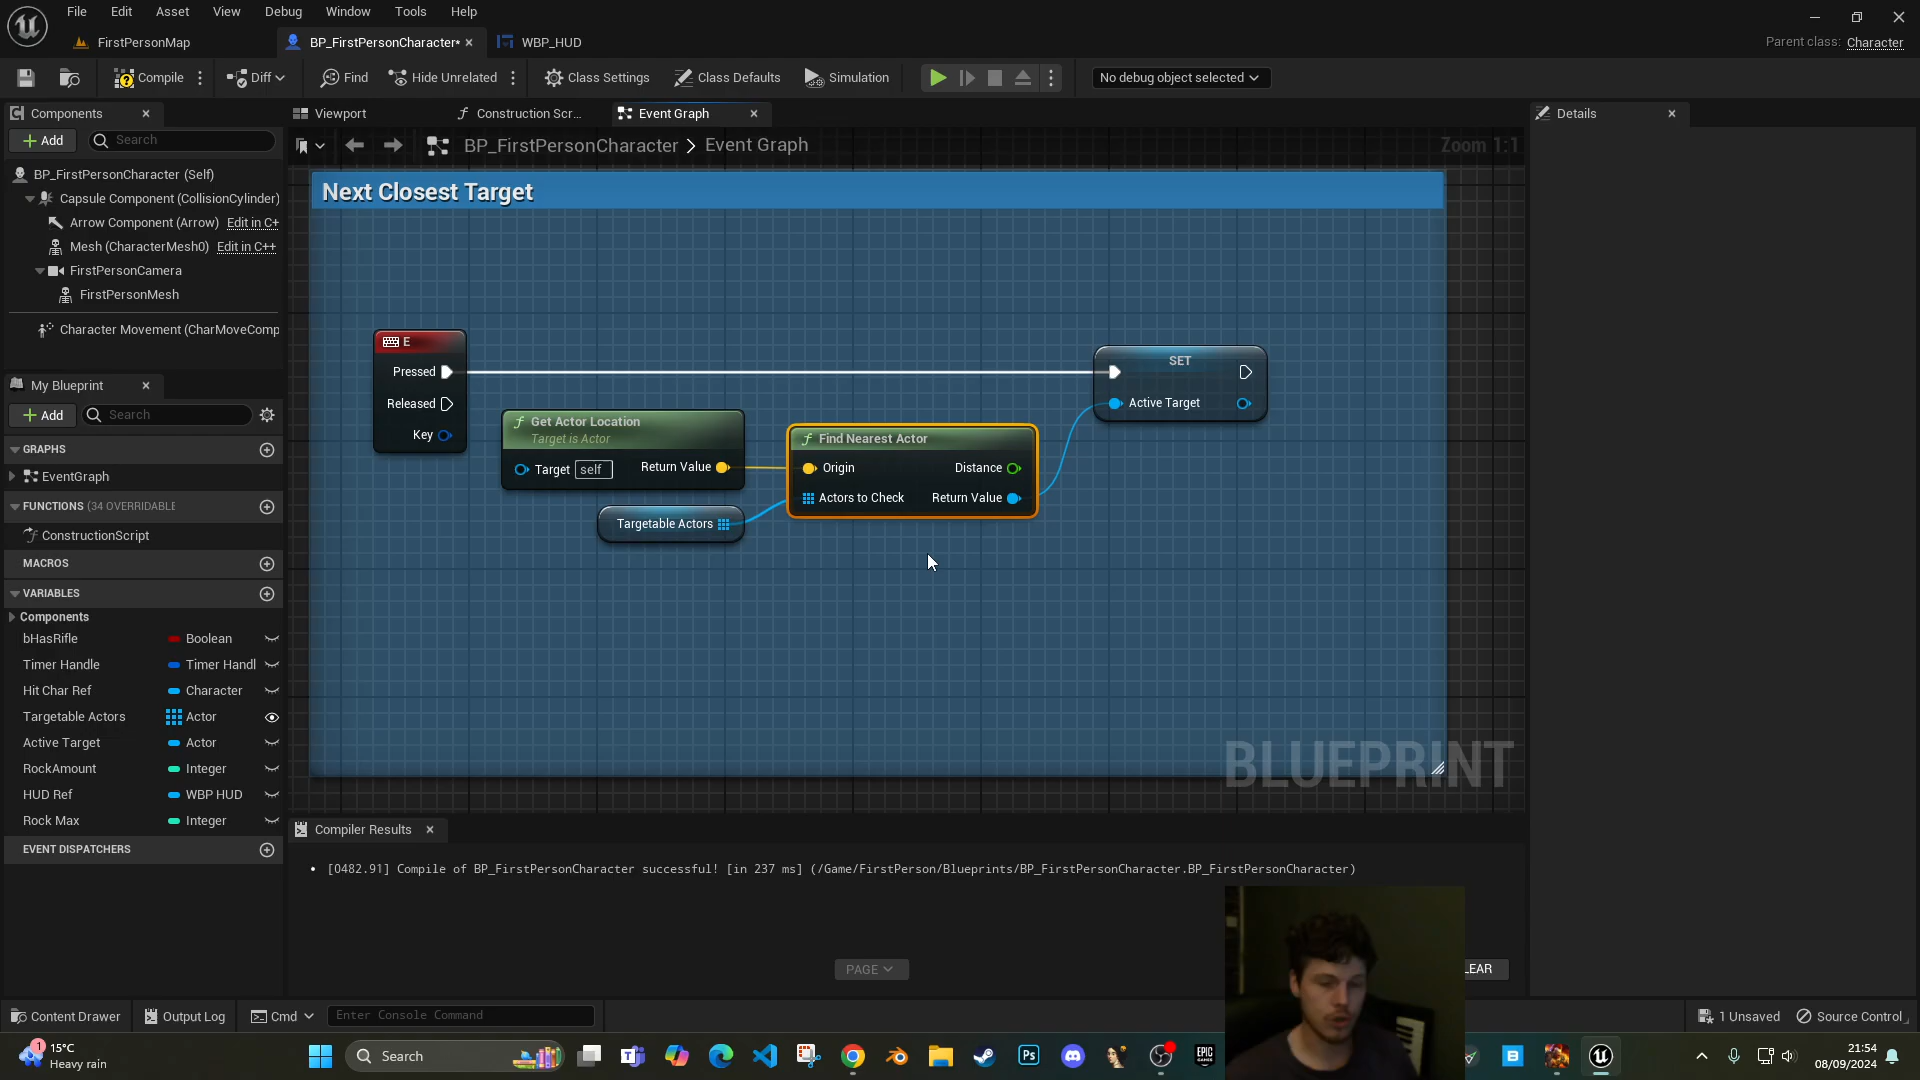 File Edit Asset View Debug Window Tools Help
FirstPersonMap BP_FirstPersonCharacter* WBP_HUD
Parent class: Character
Compile Diff Find Hide Unrelated Class Settings Class Defaults Simulation No debug object selected
Components Viewport Construction Scr... Event Graph Details
Add Search
BP_FirstPersonCharacter > Event Graph Zoom 1:1
BP_FirstPersonCharacter (Self)
Capsule Component (CollisionCylinder)
Arrow Component (Arrow) Edit in C+
Mesh (CharacterMesh0) Edit in C++
FirstPersonCamera
FirstPersonMesh
Character Movement (CharMoveComp
Next Closest Target
E
Pressed
Released
Key
Get Actor Location
Target is Actor
Target self Return Value
Targetable Actors
Find Nearest Actor
Origin Distance
Actors to Check Return Value
SET
Active Target
BLUEPRINT
My Blueprint
Add Search
GRAPHS
EventGraph
FUNCTIONS (34 OVERRIDABLE
ConstructionScript
MACROS
VARIABLES
Components
bHasRifle Boolean
Timer Handle Timer Handl
Hit Char Ref Character
Targetable Actors Actor
Active Target Actor
RockAmount Integer
HUD Ref WBP HUD
Rock Max Integer
EVENT DISPATCHERS
Compiler Results
• [0482.91] Compile of BP_FirstPersonCharacter successful! [in 237 ms] (/Game/FirstPerson/Blueprints/BP_FirstPersonCharacter.BP_FirstPersonCharacter)
PAGE LEAR
Content Drawer Output Log Cmd Enter Console Command 1 Unsaved Source Control
1 15°C
Heavy rain
Search
Ps
EPIC GAMES
21:54
08/09/2024